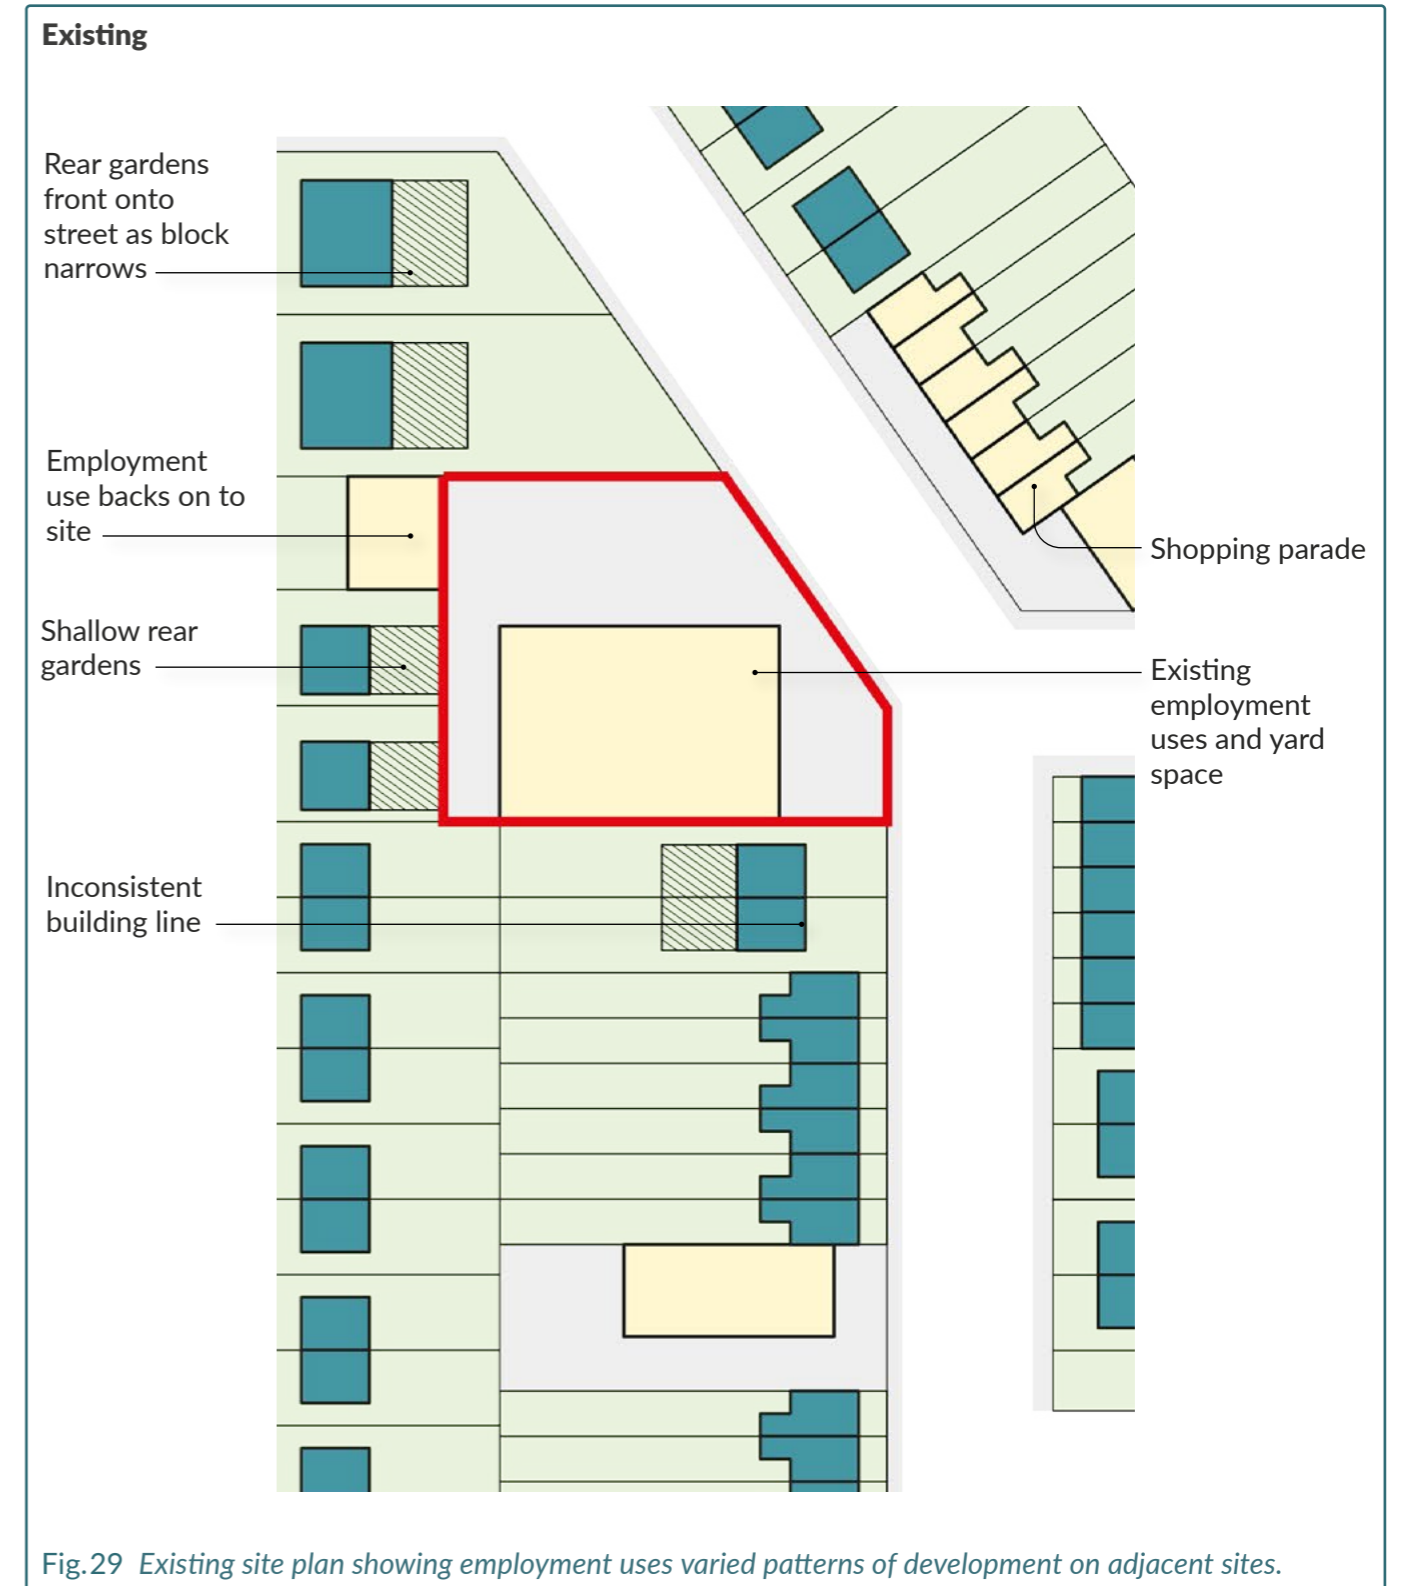 Existing
Rear gardens
front onto
street as block
narrows
Employment
use backs on to
site
Shopping parade
Shallow rear
gardens
Existing
employment
uses and yard
space
Inconsistent
building line
Fig.29 Existing site plan showing employment uses varied patterns of development on adjacent sites.